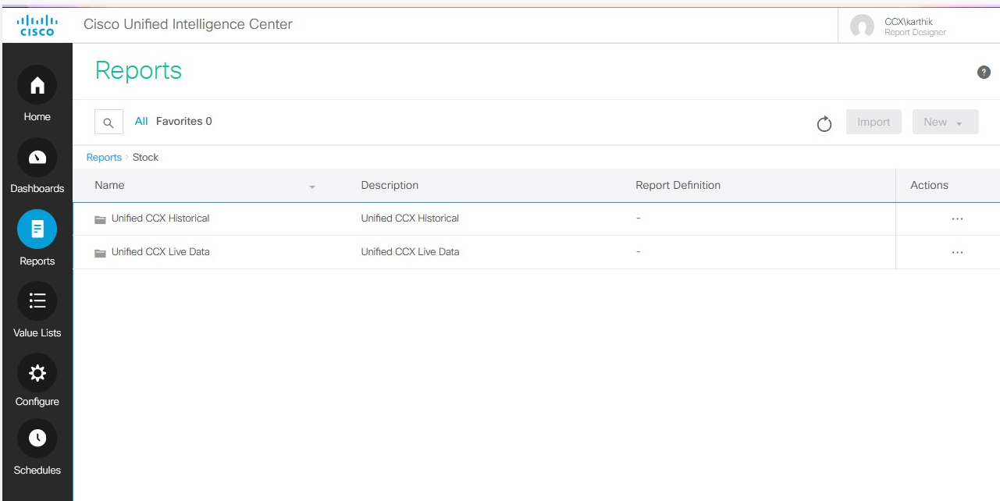 CISCO
Cisco Unified Intelligence Center
CCX\karthik
Report Designer
Reports
?
All Favorites 0
Import
New
Reports > Stock
Name Description Report Definition Actions
Unified CCX Historical Unified CCX Historical - ...
Unified CCX Live Data Unified CCX Live Data - ...
Home
Dashboards
Reports
Value Lists
Configure
Schedules